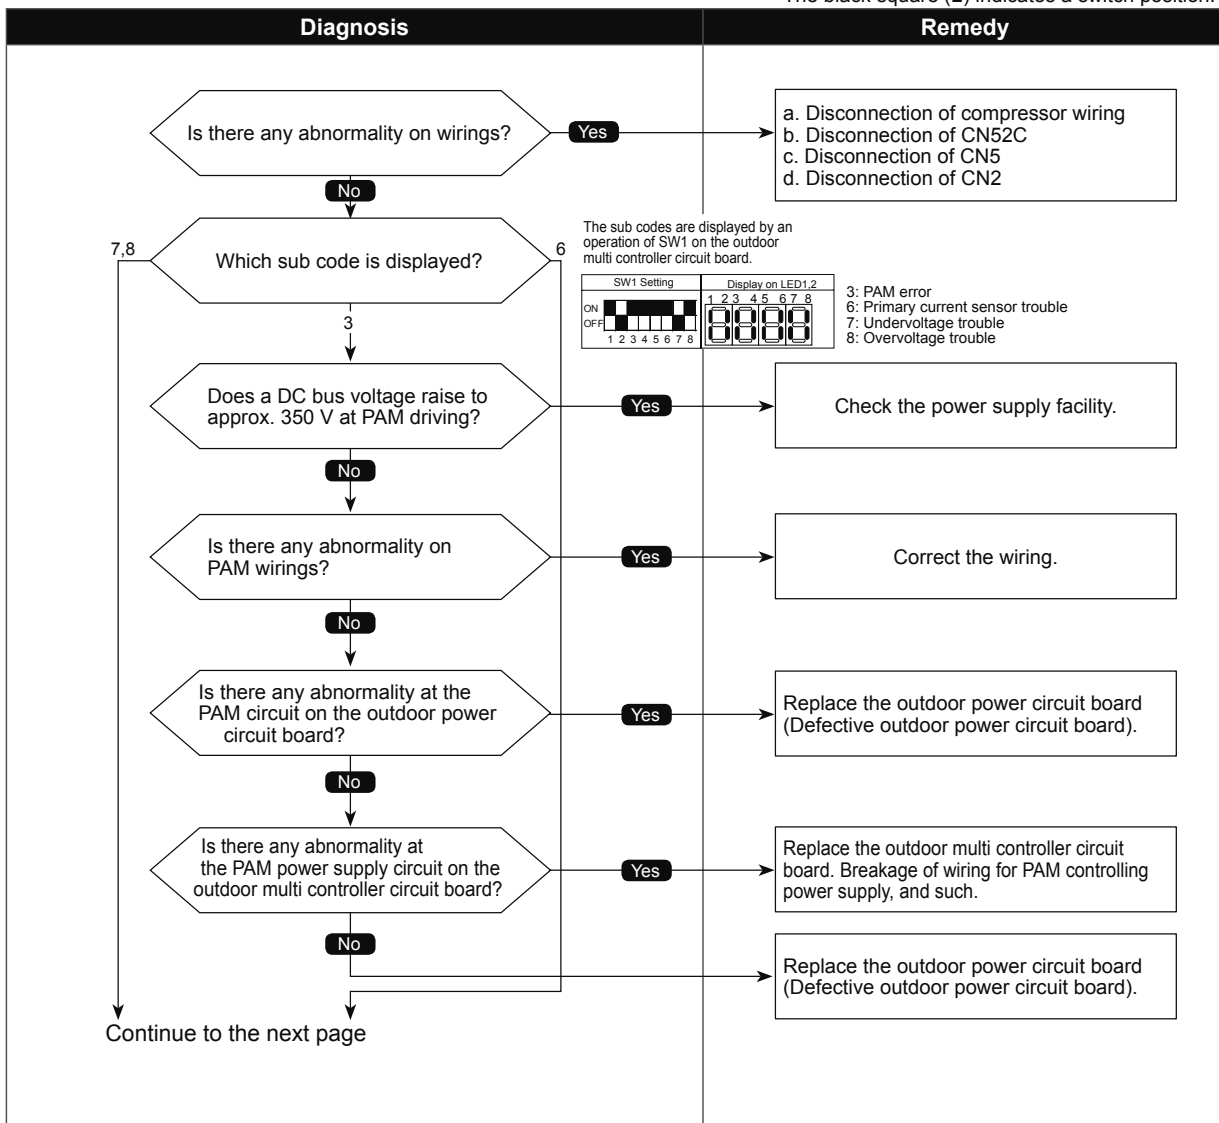 The black square (■) indicates a switch position.
Diagnosis
Remedy
Is there any abnormality on wirings?
Yes
a. Disconnection of compressor wiring
b. Disconnection of CN52C
c. Disconnection of CN5
d. Disconnection of CN2
No
7,8
Which sub code is displayed?
6
The sub codes are displayed by an
operation of SW1 on the outdoor
multi controller circuit board.
SW1 Setting
Display on LED1,2
ON
OFF
1 2 3 4 5 6 7 8
1 2 3 4 5 6 7 8
3: PAM error
6: Primary current sensor trouble
7: Undervoltage trouble
8: Overvoltage trouble
3
Does a DC bus voltage raise to
approx. 350 V at PAM driving?
Yes
Check the power supply facility.
No
Is there any abnormality on
PAM wirings?
Yes
Correct the wiring.
No
Is there any abnormality at the
PAM circuit on the outdoor power
circuit board?
Yes
Replace the outdoor power circuit board
(Defective outdoor power circuit board).
No
Is there any abnormality at
the PAM power supply circuit on the
outdoor multi controller circuit board?
Yes
Replace the outdoor multi controller circuit
board. Breakage of wiring for PAM controlling
power supply, and such.
No
Replace the outdoor power circuit board
(Defective outdoor power circuit board).
Continue to the next page